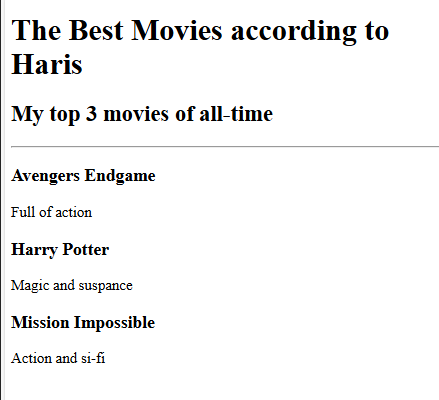 The Best Movies according to
Haris
My top 3 movies of all-time
Avengers Endgame
Full of action
Harry Potter
Magic and suspance
Mission Impossible
Action and si-fi